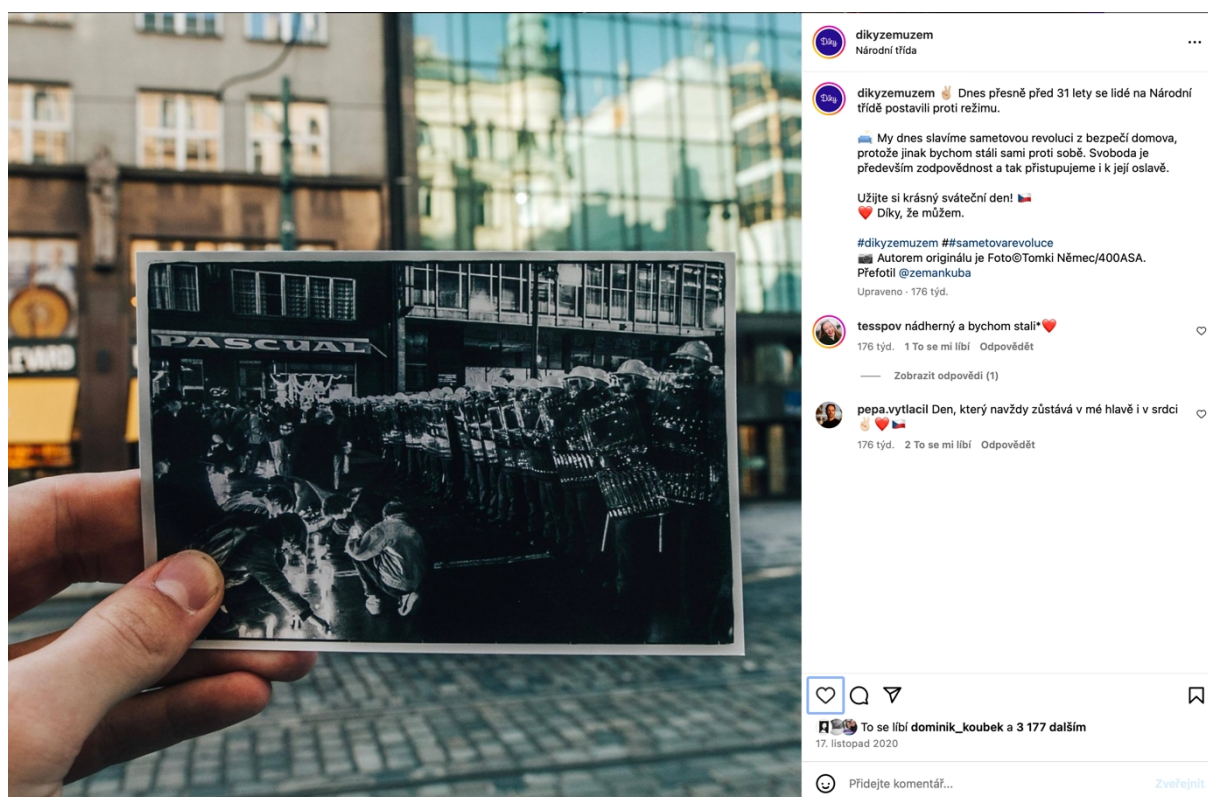 PASCUAL
dikyzemuzem
Národní třída
dikyzemuzem ✌🏻 Dnes přesně před 31 lety se lidé na Národní
třídě postavili proti režimu.
🛋️ My dnes slavíme sametovou revoluci z bezpečí domova,
protože jinak bychom stáli sami proti sobě. Svoboda je
především zodpovědnost a tak přistupujeme i k její oslavě.
Užijte si krásný sváteční den! 🇨🇿
❤️ Díky, že můžem.
#dikyzemuzem ##sametovarevoluce
📷 Autorem originálu je Foto©Tomki Němec/400ASA.
Přefotil @zemankuba
Upraveno · 176 týd.
tesspov nádherný a bychom stali*❤️
176 týd. 1 To se mi líbí Odpovědět
Zobrazit odpovědi (1)
pepa.vytlacil Den, který navždy zůstává v mé hlavě i v srdci
✌🏻❤️🇨🇿
176 týd. 2 To se mi líbí Odpovědět
To se líbí dominik_koubek a 3 177 dalším
17. listopad 2020
Přidejte komentář...
Zveřejnit